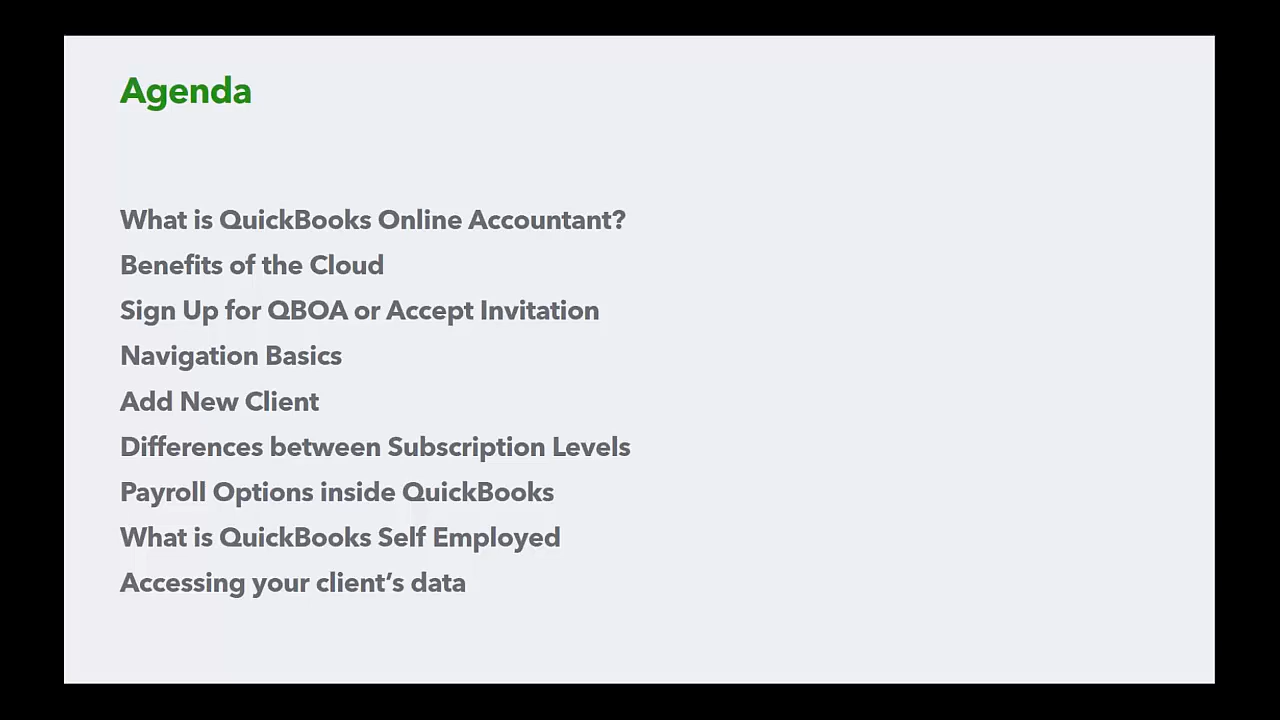 Agenda
What is QuickBooks Online Accountant?
Benefits of the Cloud
Sign Up for QBOA or Accept Invitation
Navigation Basics
Add New Client
Differences between Subscription Levels
Payroll Options inside QuickBooks
What is QuickBooks Self Employed
Accessing your client’s data